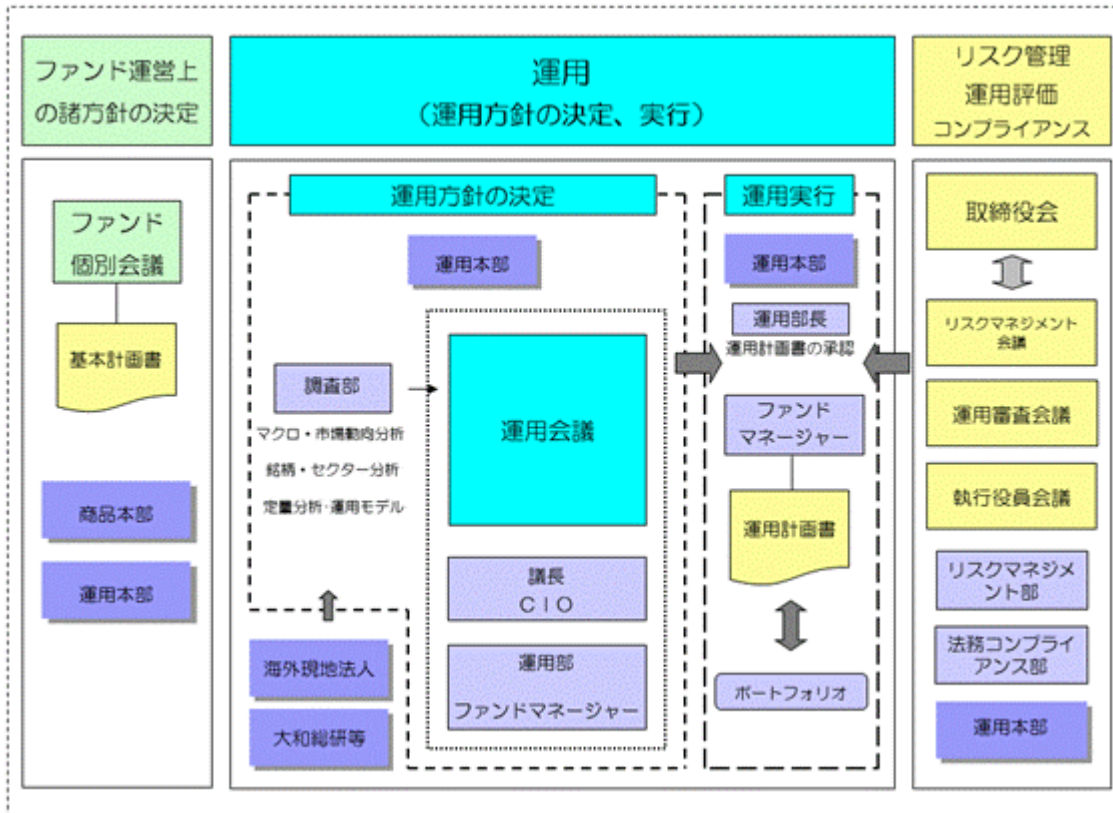 ファンド運営上
の諸方針の決定
運用
（運用方針の決定、実行）
リスク管理
運用評価
コンプライアンス
ファンド
個別会議
基本計画書
商品本部
運用本部
運用方針の決定
運用本部
調査部
マクロ・市場動向分析
銘柄・セクター分析
定量分析・運用モデル
運用会議
議長
ＣＩＯ
運用部
ファンドマネージャー
海外現地法人
大和総研等
運用実行
運用本部
運用部長
運用計画書の承認
ファンド
マネージャー
運用計画書
ポートフォリオ
取締役会
リスクマネジメント
会議
運用審査会議
執行役員会議
リスクマネジメ
ント部
法務コンプライ
アンス部
運用本部